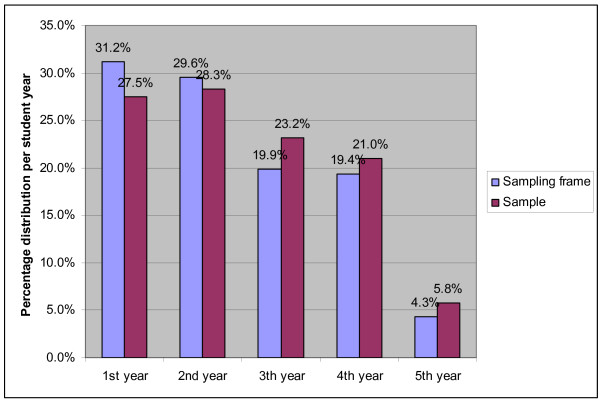 Percentage distribution per student year
35.0%
30.0%
25.0%
20.0%
15.0%
10.0%
5.0%
0.0%
31.2%
27.5%
29.6%
28.3%
19.9%
23.2%
19.4%
21.0%
4.3%
5.8%
1st year
2nd year
3th year
4th year
5th year
Sampling frame
Sample